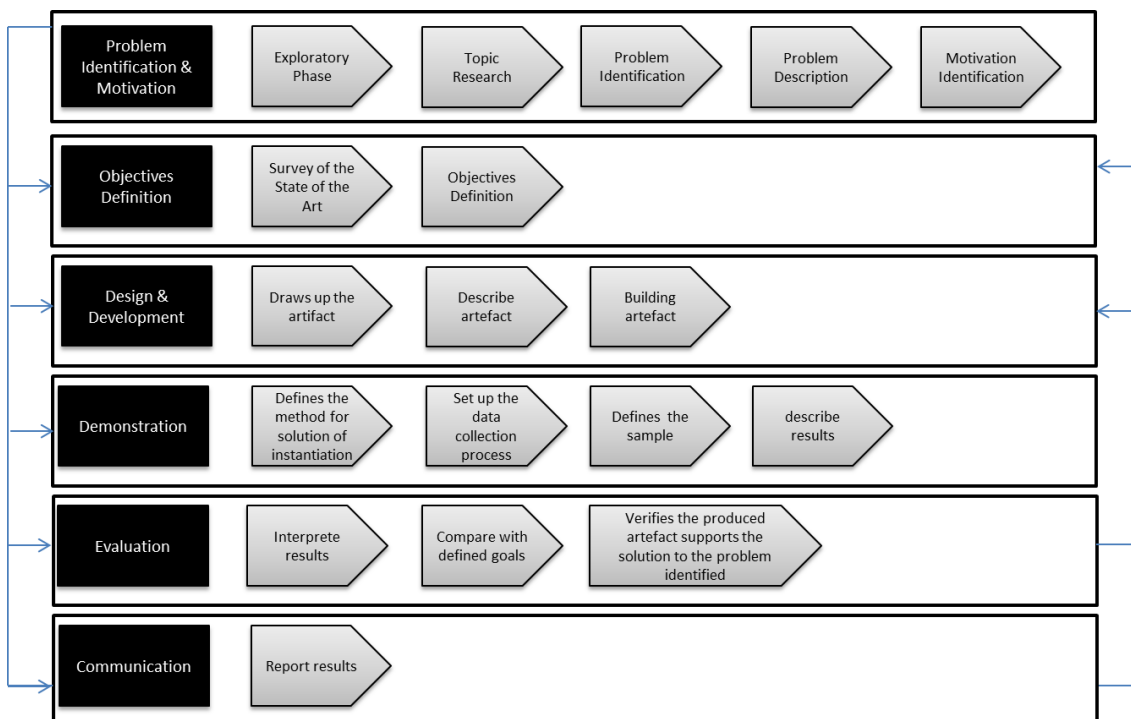 Problem
Identification &
Motivation
Exploratory
Phase
Topic
Research
Problem
Identification
Problem
Description
Motivation
Identification
Objectives
Definition
Survey of the
State of the
Art
Objectives
Definition
Design &
Development
Draws up the
artifact
Describe
artefact
Building
artefact
Demonstration
Defines the
method for
solution of
instantiation
Set up the
data
collection
process
Defines the
sample
describe
results
Evaluation
Interprete
results
Compare with
defined goals
Verifies the produced
artefact supports the
solution to the problem
identified
Communication
Report results